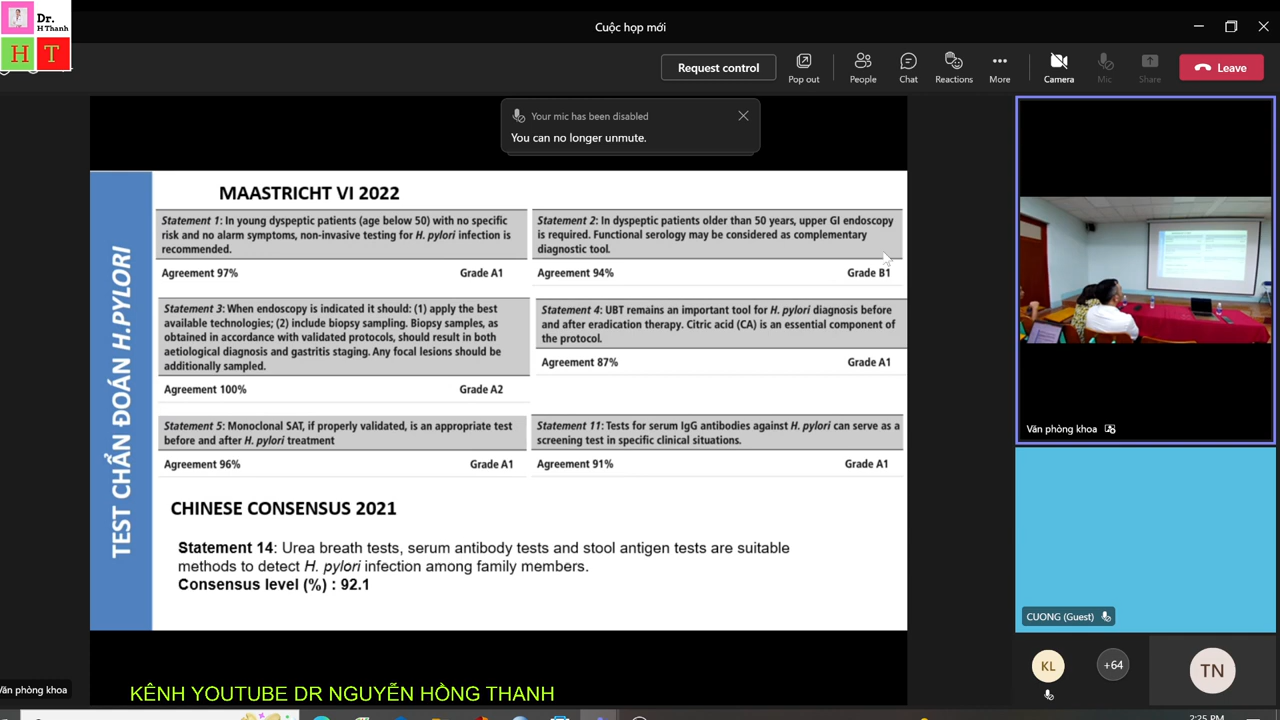 Dr.
H Thanh
H T
Cuộc họp mới
Request control
Pop out
People
Chat
Reactions
More
Camera
Mic
Share
Leave
Your mic has been disabled
You can no longer unmute.
TEST CHẨN ĐOÁN H.PYLORI
MAASTRICHT VI 2022
Statement 1: In young dyspeptic patients (age below 50) with no specific
risk and no alarm symptoms, non-invasive testing for H. pylori infection is
recommended.
Agreement 97% Grade A1
Statement 2: In dyspeptic patients older than 50 years, upper GI endoscopy
is required. Functional serology may be considered as complementary
diagnostic tool.
Agreement 94% Grade B1
Statement 3: When endoscopy is indicated it should: (1) apply the best
available technologies; (2) include biopsy sampling. Biopsy samples, as
obtained in accordance with validated protocols, should result in both
aetiological diagnosis and gastritis staging. Any focal lesions should be
additionally sampled.
Agreement 100% Grade A2
Statement 4: UBT remains an important tool for H. pylori diagnosis before
and after eradication therapy. Citric acid (CA) is an essential component of
the protocol.
Agreement 87% Grade A1
Statement 5: Monoclonal SAT, if properly validated, is an appropriate test
before and after H. pylori treatment
Agreement 96% Grade A1
Statement 11: Tests for serum IgG antibodies against H. pylori can serve as a
screening test in specific clinical situations.
Agreement 91% Grade A1
CHINESE CONSENSUS 2021
Statement 14: Urea breath tests, serum antibody tests and stool antigen tests are suitable
methods to detect H. pylori infection among family members.
Consensus level (%) : 92.1
Văn phòng khoa
CUONG (Guest)
KL
+64
TN
Văn phòng khoa
KÊNH YOUTUBE DR NGUYỄN HỒNG THANH
2:25 PM